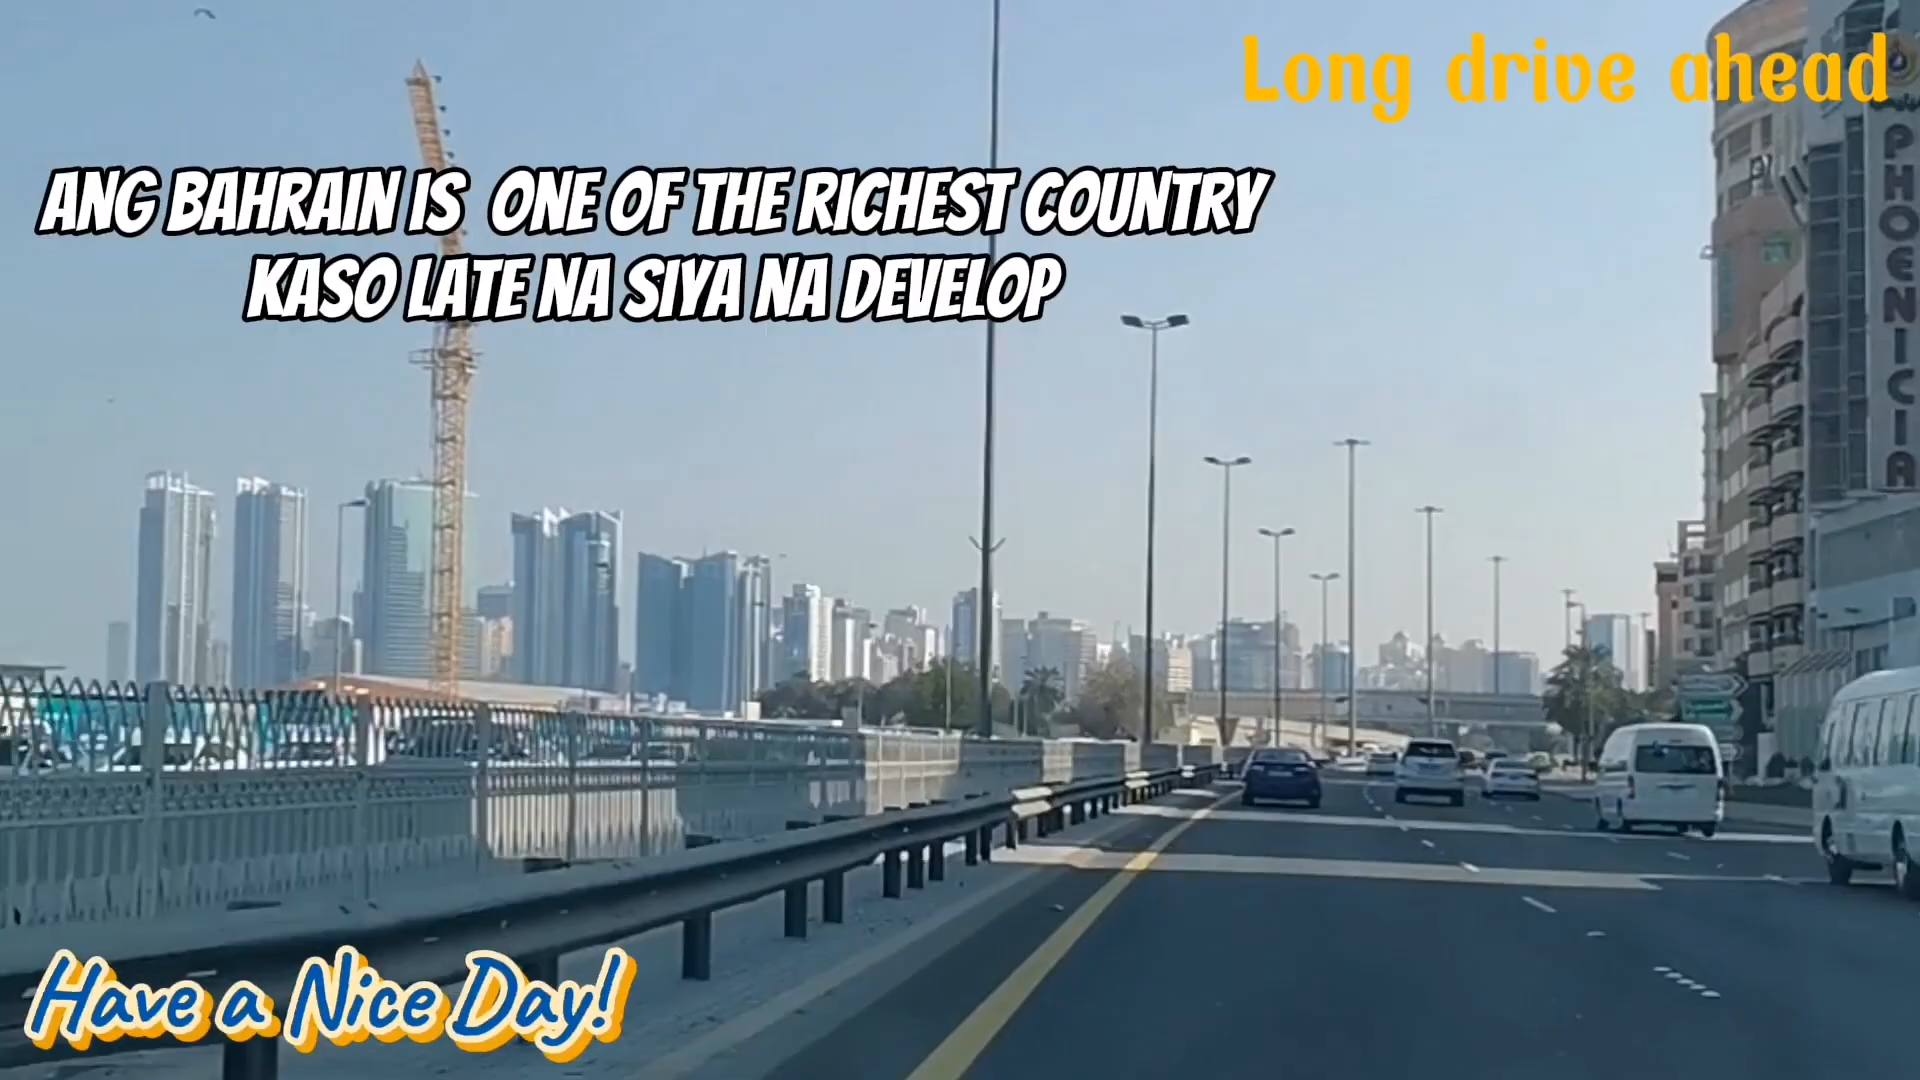 Long drive ahead
ANG BAHRAIN IS ONE OF THE RICHEST COUNTRY
KASO LATE NA SIYA NA DEVELOP
PHOENICIA
Have a Nice Day!